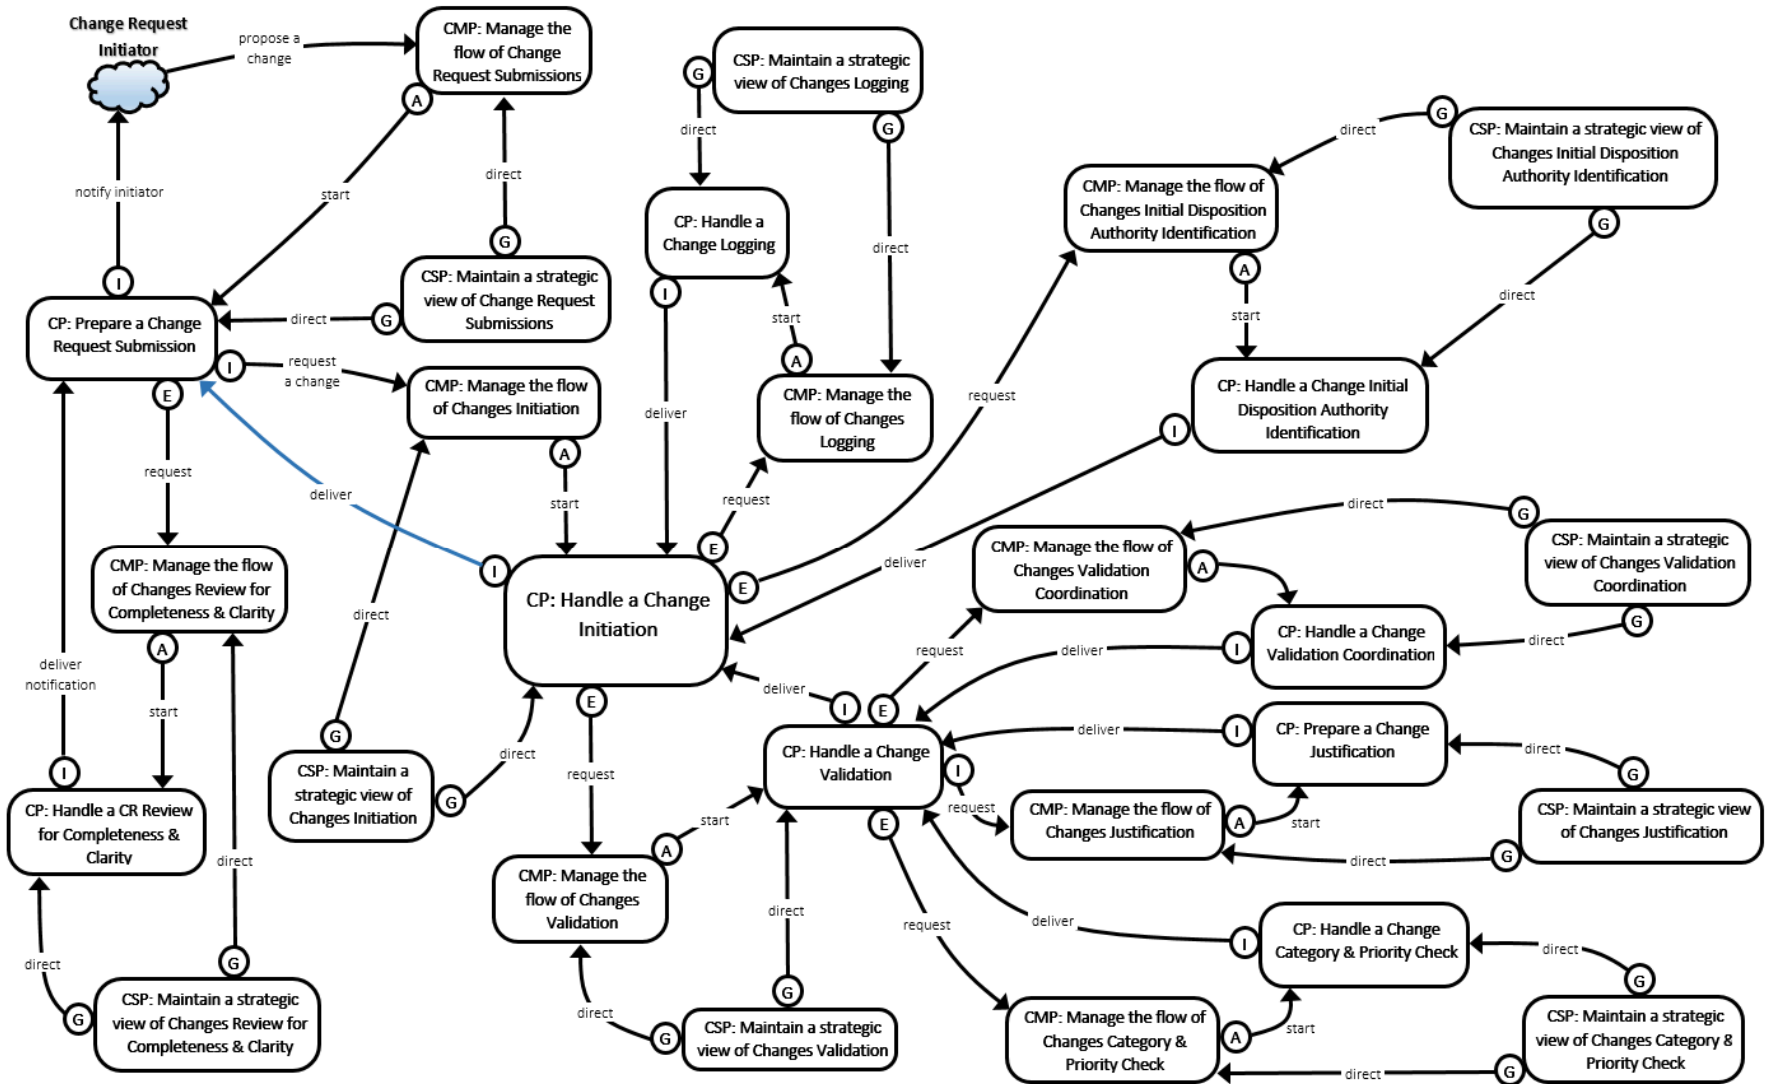 Change Request
Initiator
propose a
change
CMP: Manage the
flow of Change
Request Submissions
A
start
direct
G
CSP: Maintain a strategic
view of Change Request
Submissions
G
direct
notify initiator
I
CP: Prepare a Change
Request Submission
I
request
a change
E
request
CMP: Manage the flow
of Changes Initiation
A
start
deliver
I
CMP: Manage the flow
of Changes Review for
Completeness & Clarity
A
start
deliver
notification
I
CP: Handle a CR Review
for Completeness &
Clarity
direct
G
direct
G
CSP: Maintain a strategic
view of Changes Review for
Completeness & Clarity
direct
G
CSP: Maintain a
strategic view of
Changes Initiation
G
direct
CSP: Maintain a strategic
view of Changes Logging
G
direct
G
direct
CP: Handle a
Change Logging
I
deliver
start
A
CMP: Manage the
flow of Changes
Logging
request
E
CP: Handle a Change
Initiation
E
request
E
request
CMP: Manage the
flow of Changes
Validation
A
start
direct
G
direct
G
CSP: Maintain a strategic
view of Changes Validation
CSP: Maintain a strategic view of
Changes Initial Disposition
Authority Identification
G
direct
G
direct
CMP: Manage the flow of
Changes Initial Disposition
Authority Identification
A
start
CP: Handle a Change Initial
Disposition Authority
Identification
I
deliver
CP: Handle a Change
Validation
I
deliver
E
request
CMP: Manage the flow of
Changes Validation
Coordination
A
direct
G
CSP: Maintain a strategic
view of Changes Validation
Coordination
G
direct
CP: Handle a Change
Validation Coordination
I
deliver
CP: Prepare a Change
Justification
I
deliver
I
request
CMP: Manage the flow of
Changes Justification
A
start
direct
G
CSP: Maintain a strategic view
of Changes Justification
G
direct
E
request
CP: Handle a Change
Category & Priority Check
I
deliver
CMP: Manage the flow of
Changes Category &
Priority Check
A
start
direct
G
CSP: Maintain a strategic
view of Changes Category &
Priority Check
G
direct